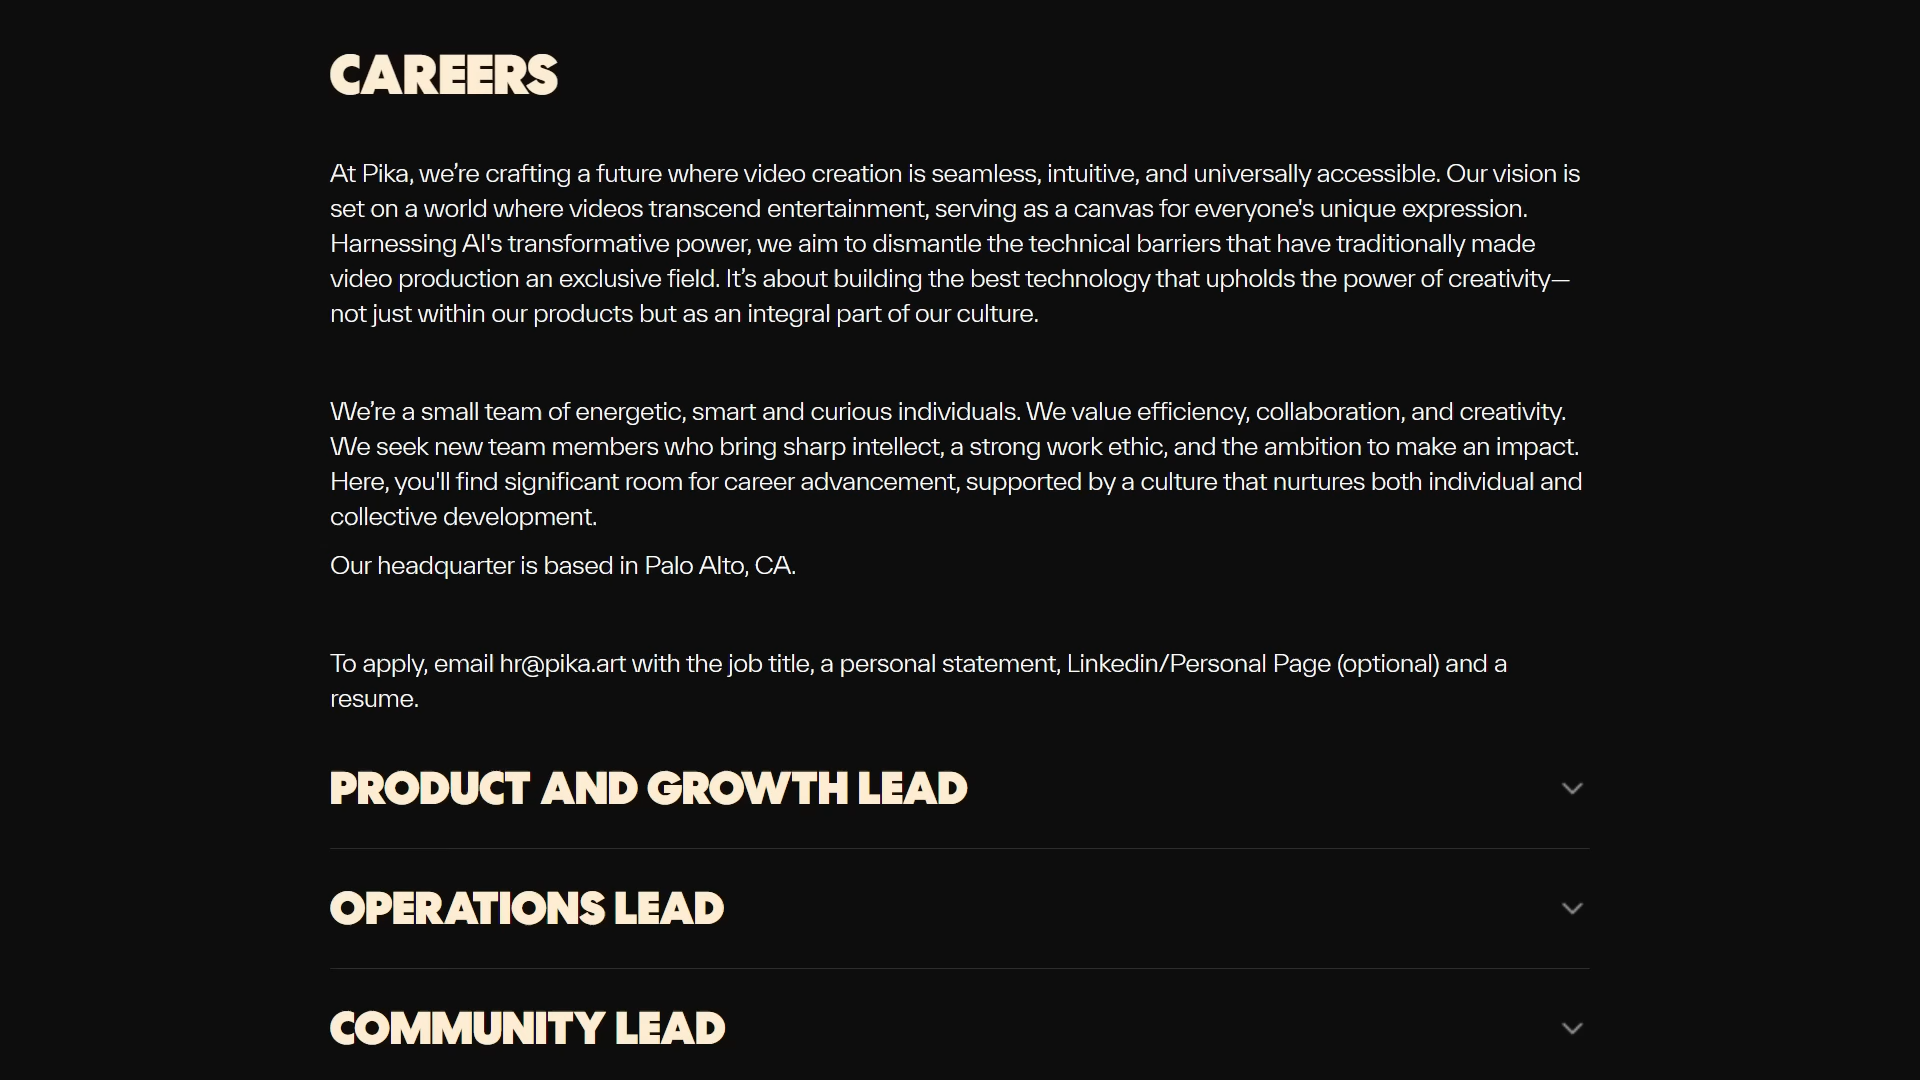 CAREERS
At Pika, we’re crafting a future where video creation is seamless, intuitive, and universally accessible. Our vision is
set on a world where videos transcend entertainment, serving as a canvas for everyone's unique expression.
Harnessing AI's transformative power, we aim to dismantle the technical barriers that have traditionally made
video production an exclusive field. It’s about building the best technology that upholds the power of creativity—
not just within our products but as an integral part of our culture.
We’re a small team of energetic, smart and curious individuals. We value efficiency, collaboration, and creativity.
We seek new team members who bring sharp intellect, a strong work ethic, and the ambition to make an impact.
Here, you'll find significant room for career advancement, supported by a culture that nurtures both individual and
collective development.
Our headquarter is based in Palo Alto, CA.
To apply, email hr@pika.art with the job title, a personal statement, Linkedin/Personal Page (optional) and a
resume.
PRODUCT AND GROWTH LEAD
OPERATIONS LEAD
COMMUNITY LEAD